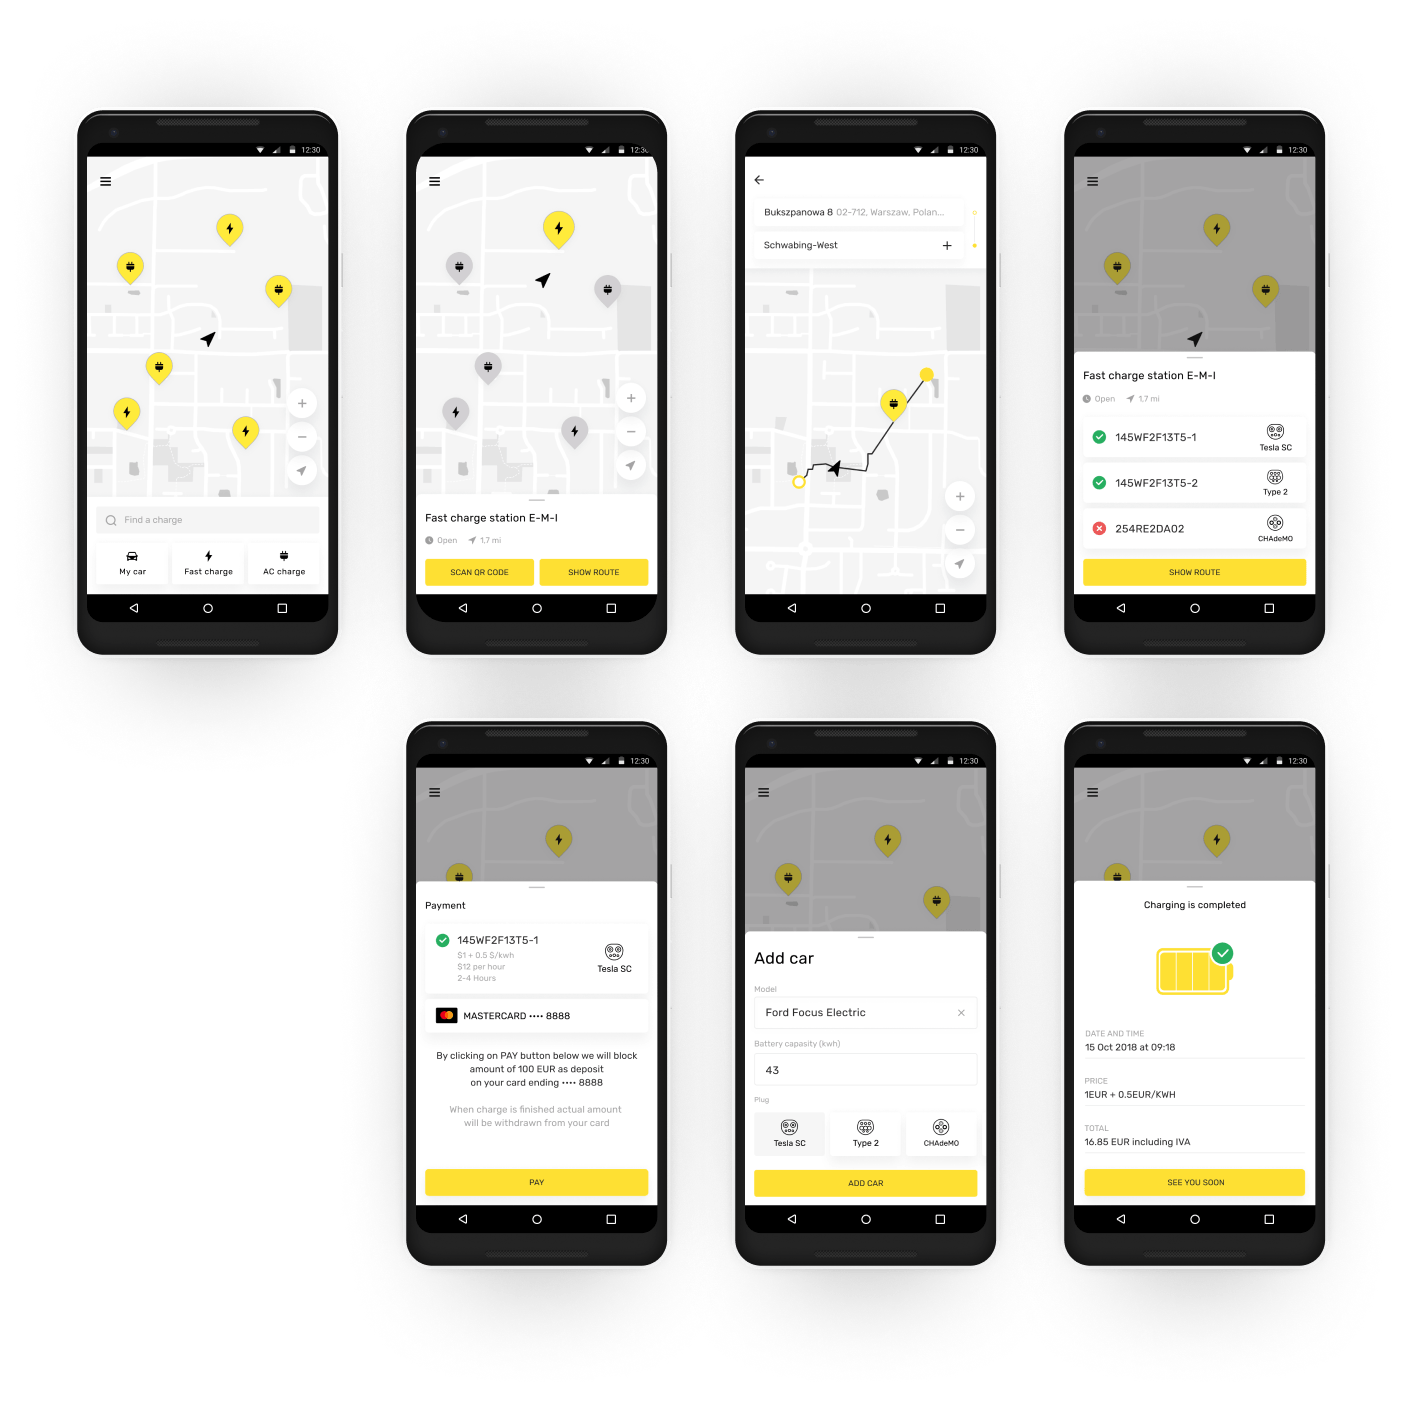 12:30
Find a charge
My car
Fast charge
AC charge
12:30
Fast charge station E-M-I
Open 1,7 mi
SCAN QR CODE SHOW ROUTE
12:30
Bukszpanowa 8 02-712, Warszaw, Polan...
Schwabing-West
12:30
Fast charge station E-M-I
Open 1,7 mi
145WF2F13T5-1
Tesla SC
145WF2F13T5-2
Type 2
254RE2DA02
CHAdeMO
SHOW ROUTE
12:30
Payment
145WF2F13T5-1
$1 + 0.5 $/kwh
$12 per hour
2-4 Hours
Tesla SC
MASTERCARD •••• 8888
By clicking on PAY button below we will block
amount of 100 EUR as deposit
on your card ending •••• 8888
When charge is finished actual amount
will be withdrawn from your card
PAY
12:30
Add car
Model
Ford Focus Electric
Battery capasity (kwh)
43
Plug
Tesla SC
Type 2
CHAdeMO
ADD CAR
12:30
Charging is completed
DATE AND TIME
15 Oct 2018 at 09:18
PRICE
1EUR + 0.5EUR/KWH
TOTAL
16.85 EUR including IVA
SEE YOU SOON